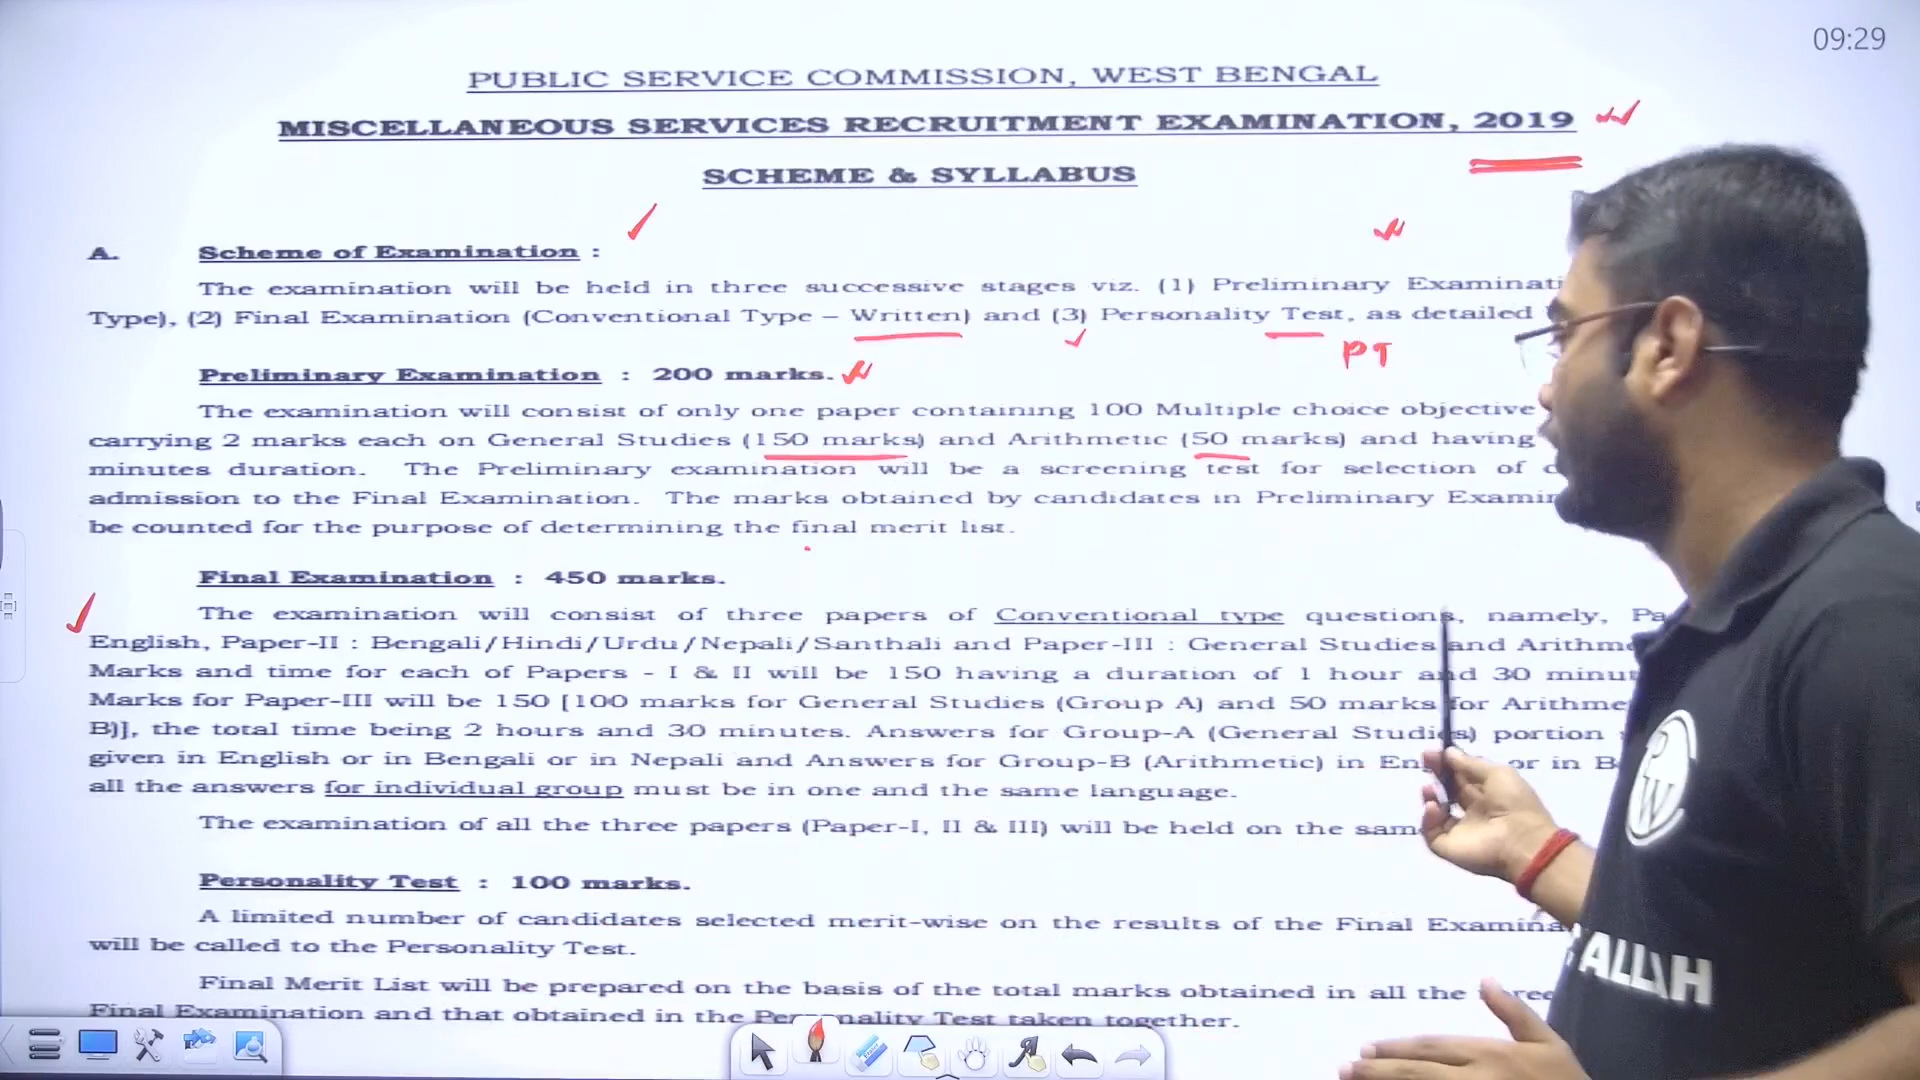 09:29
PUBLIC SERVICE COMMISSION, WEST BENGAL
MISCELLANEOUS SERVICES RECRUITMENT EXAMINATION, 2019
SCHEME & SYLLABUS
A. Scheme of Examination :
The examination will be held in three successive stages viz. (1) Preliminary
Type), (2) Final Examination (Conventional Type – Written) and (3) Personality Test, as detailed
PT
Preliminary Examination : 200 marks.
The examination will consist of only one paper containing 100 Multiple choice objective
carrying 2 marks each on General Studies (150 marks) and Arithmetic (50 marks) and having
minutes duration. The Preliminary examination will be a screening test for selection of
admission to the Final Examination. The marks obtained by candidates in Preliminary
be counted for the purpose of determining the final merit list.
Final Examination : 450 marks.
The examination will consist of three papers of Conventional type questions, namely,
English, Paper-II : Bengali/Hindi/Urdu/Nepali/Santhali and Paper-III : General Studies and
Marks and time for each of Papers - I & II will be 150 having a duration of 1 hour and 30
Marks for Paper-III will be 150 [100 marks for General Studies (Group A) and 50 marks for
B)], the total time being 2 hours and 30 minutes. Answers for Group-A (General Studies) portion
given in English or in Bengali or in Nepali and Answers for Group-B (Arithmetic) in or in
all the answers for individual group must be in one and the same language.
The examination of all the three papers (Paper-I, II & III) will be held on the
Personality Test : 100 marks.
A limited number of candidates selected merit-wise on the results of the Final
will be called to the Personality Test.
Final Merit List will be prepared on the basis of the total marks obtained in all the
Final Examination and that obtained in the Personality Test taken together.
PW